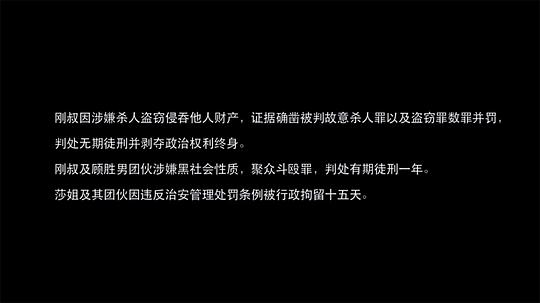 刚叔因涉嫌杀人盗窃侵吞他人财产，证据确凿被判故意杀人罪以及盗窃罪数罪并罚，
判处无期徒刑并剥夺政治权利终身。
刚叔及顾胜男团伙涉嫌黑社会性质，聚众斗殴罪，判处有期徒刑一年。
莎姐及其团伙因违反治安管理处罚条例被行政拘留十五天。